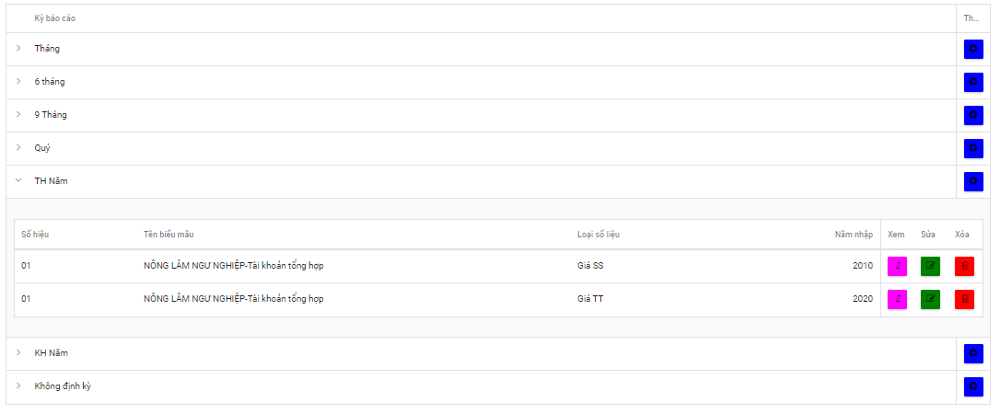 Kỳ báo cáo Th...
Tháng
6 tháng
9 Tháng
Quý
TH Năm
Số hiệu Tên biểu mẫu Loại số liệu Năm nhập Xem Sửa Xóa
01 NÔNG LÂM NGƯ NGHIỆP-Tài khoản tổng hợp Giá SS 2010
01 NÔNG LÂM NGƯ NGHIỆP-Tài khoản tổng hợp Giá TT 2020
KH Năm
Không định kỳ